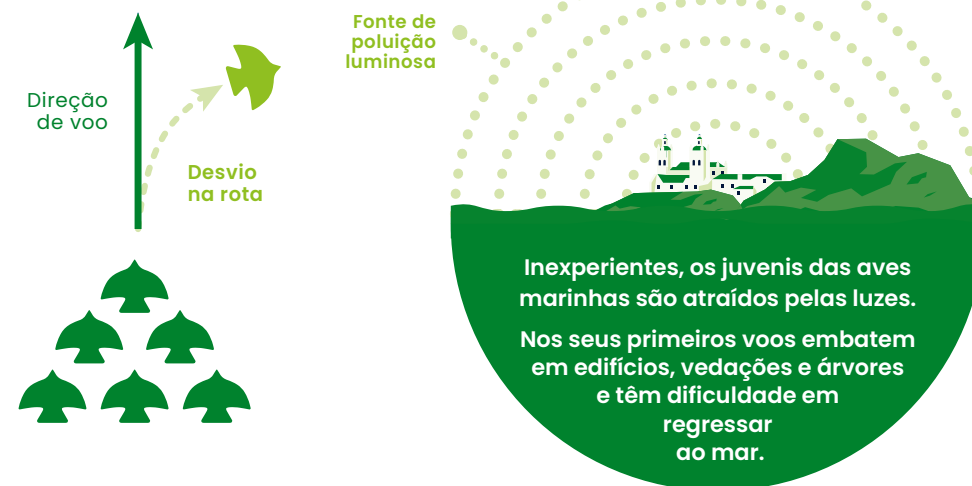 Direção
de voo
Desvio
na rota
Fonte de
poluição
luminosa
Inexperientes, os juvenis das aves
marinhas são atraídos pelas luzes.
Nos seus primeiros voos embatem
em edifícios, vedações e árvores
e têm dificuldade em
regressar
ao mar.